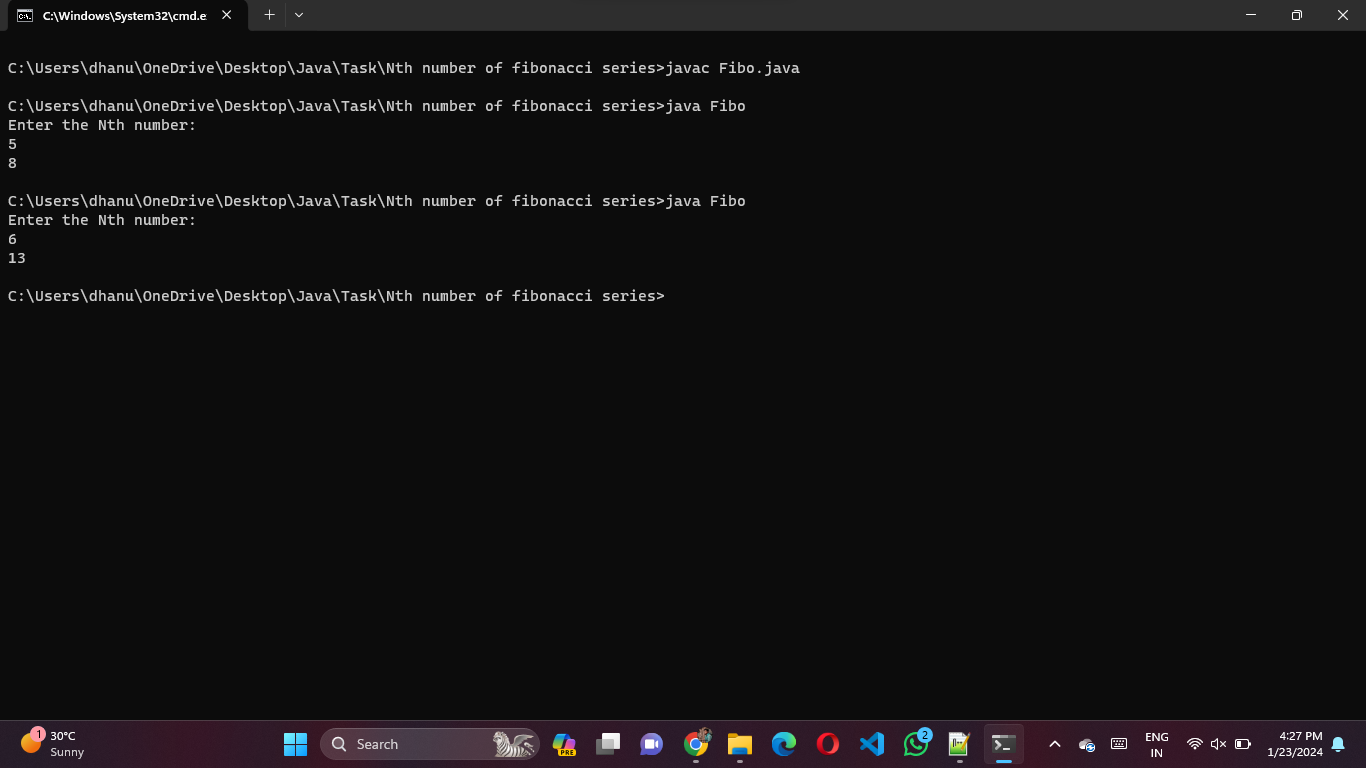 C:\Windows\System32\cmd.e
C:\Users\dhanu\OneDrive\Desktop\Java\Task\Nth number of fibonacci series>javac Fibo.java
C:\Users\dhanu\OneDrive\Desktop\Java\Task\Nth number of fibonacci series>java Fibo
Enter the Nth number:
5
8
C:\Users\dhanu\OneDrive\Desktop\Java\Task\Nth number of fibonacci series>java Fibo
Enter the Nth number:
6
13
C:\Users\dhanu\OneDrive\Desktop\Java\Task\Nth number of fibonacci series>
1
30°C
Sunny
Search
PRE
2
ENG
IN
4:27 PM
1/23/2024